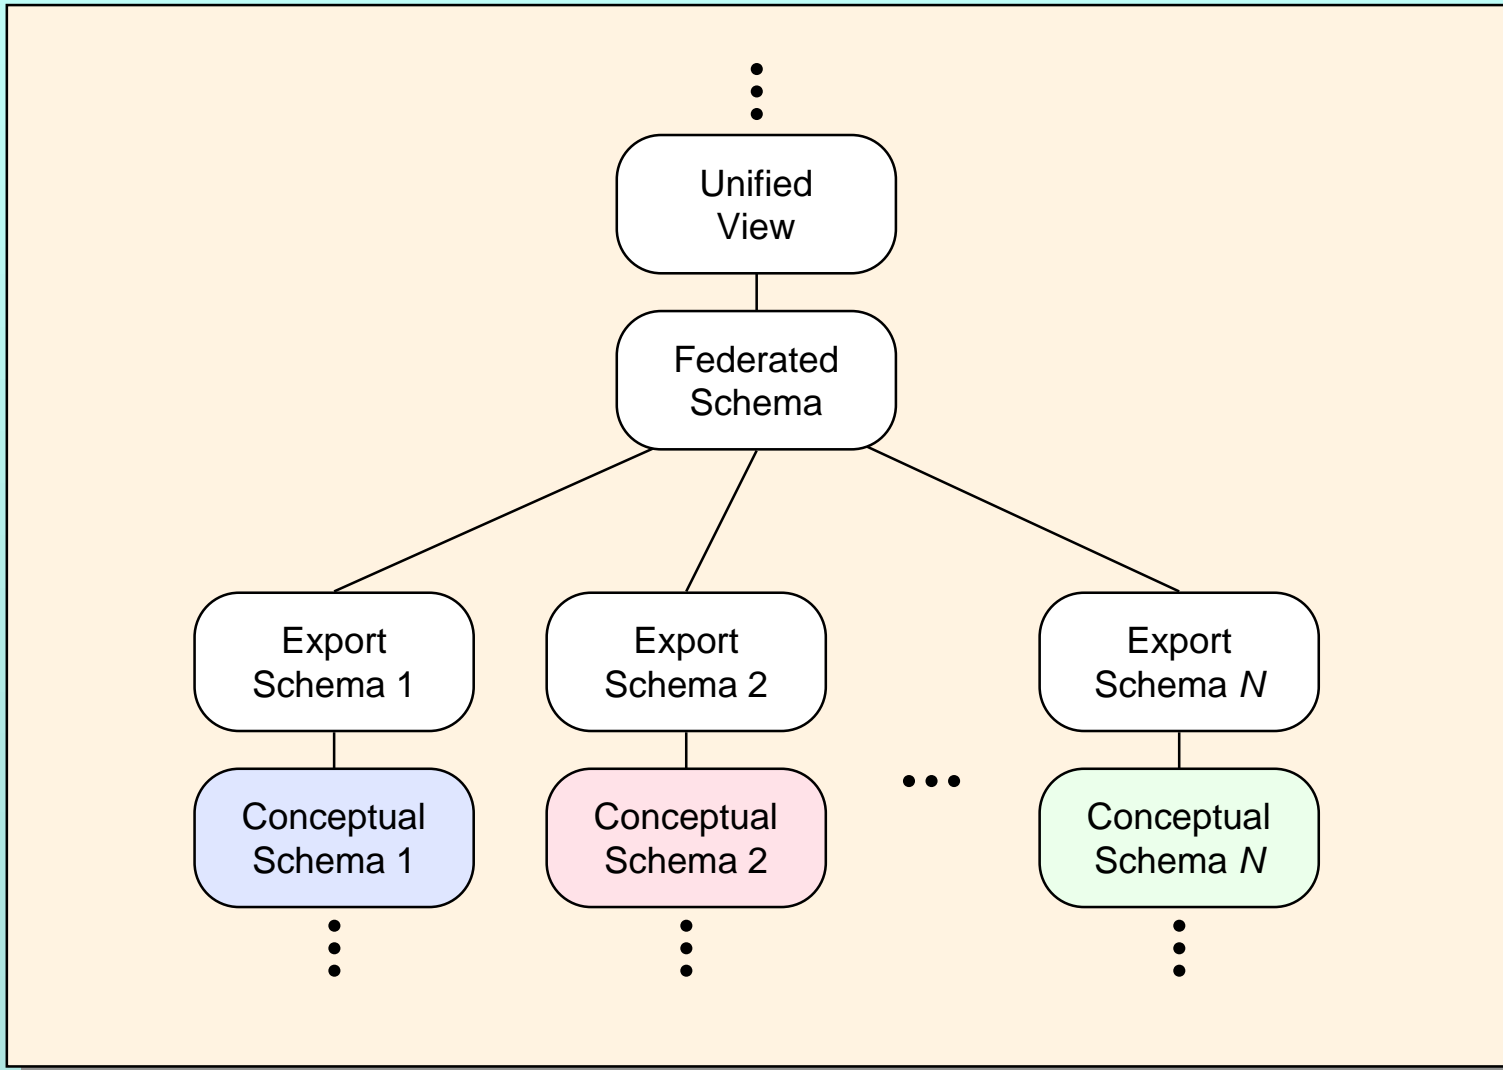 Unified
View
Federated
Schema
Export
Schema 1
Export
Schema 2
Export
Schema N
Conceptual
Schema 1
Conceptual
Schema 2
Conceptual
Schema N